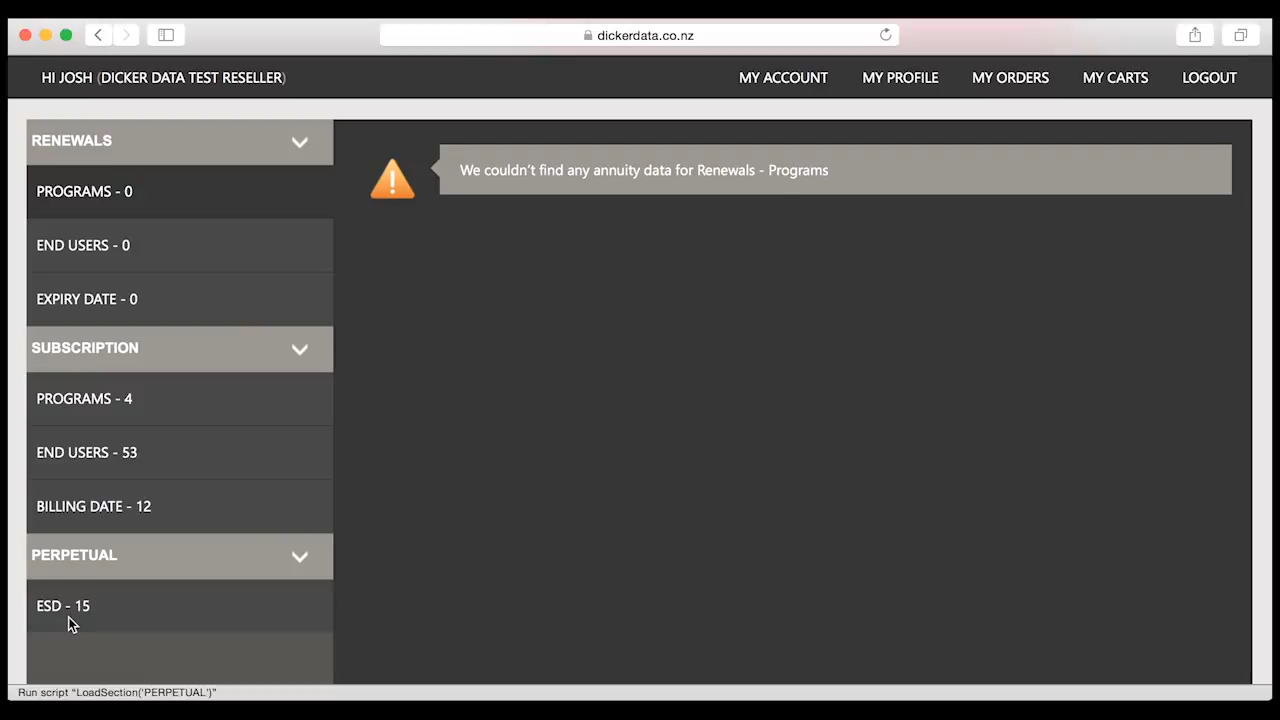 dickerdata.co.nz
HI JOSH (DICKER DATA TEST RESELLER)
MY ACCOUNT
MY PROFILE
MY ORDERS
MY CARTS
LOGOUT
RENEWALS
PROGRAMS - 0
END USERS - 0
EXPIRY DATE - 0
SUBSCRIPTION
PROGRAMS - 4
END USERS - 53
BILLING DATE - 12
PERPETUAL
ESD - 15
We couldn't find any annuity data for Renewals - Programs
Run script "LoadSection('PERPETUAL')"